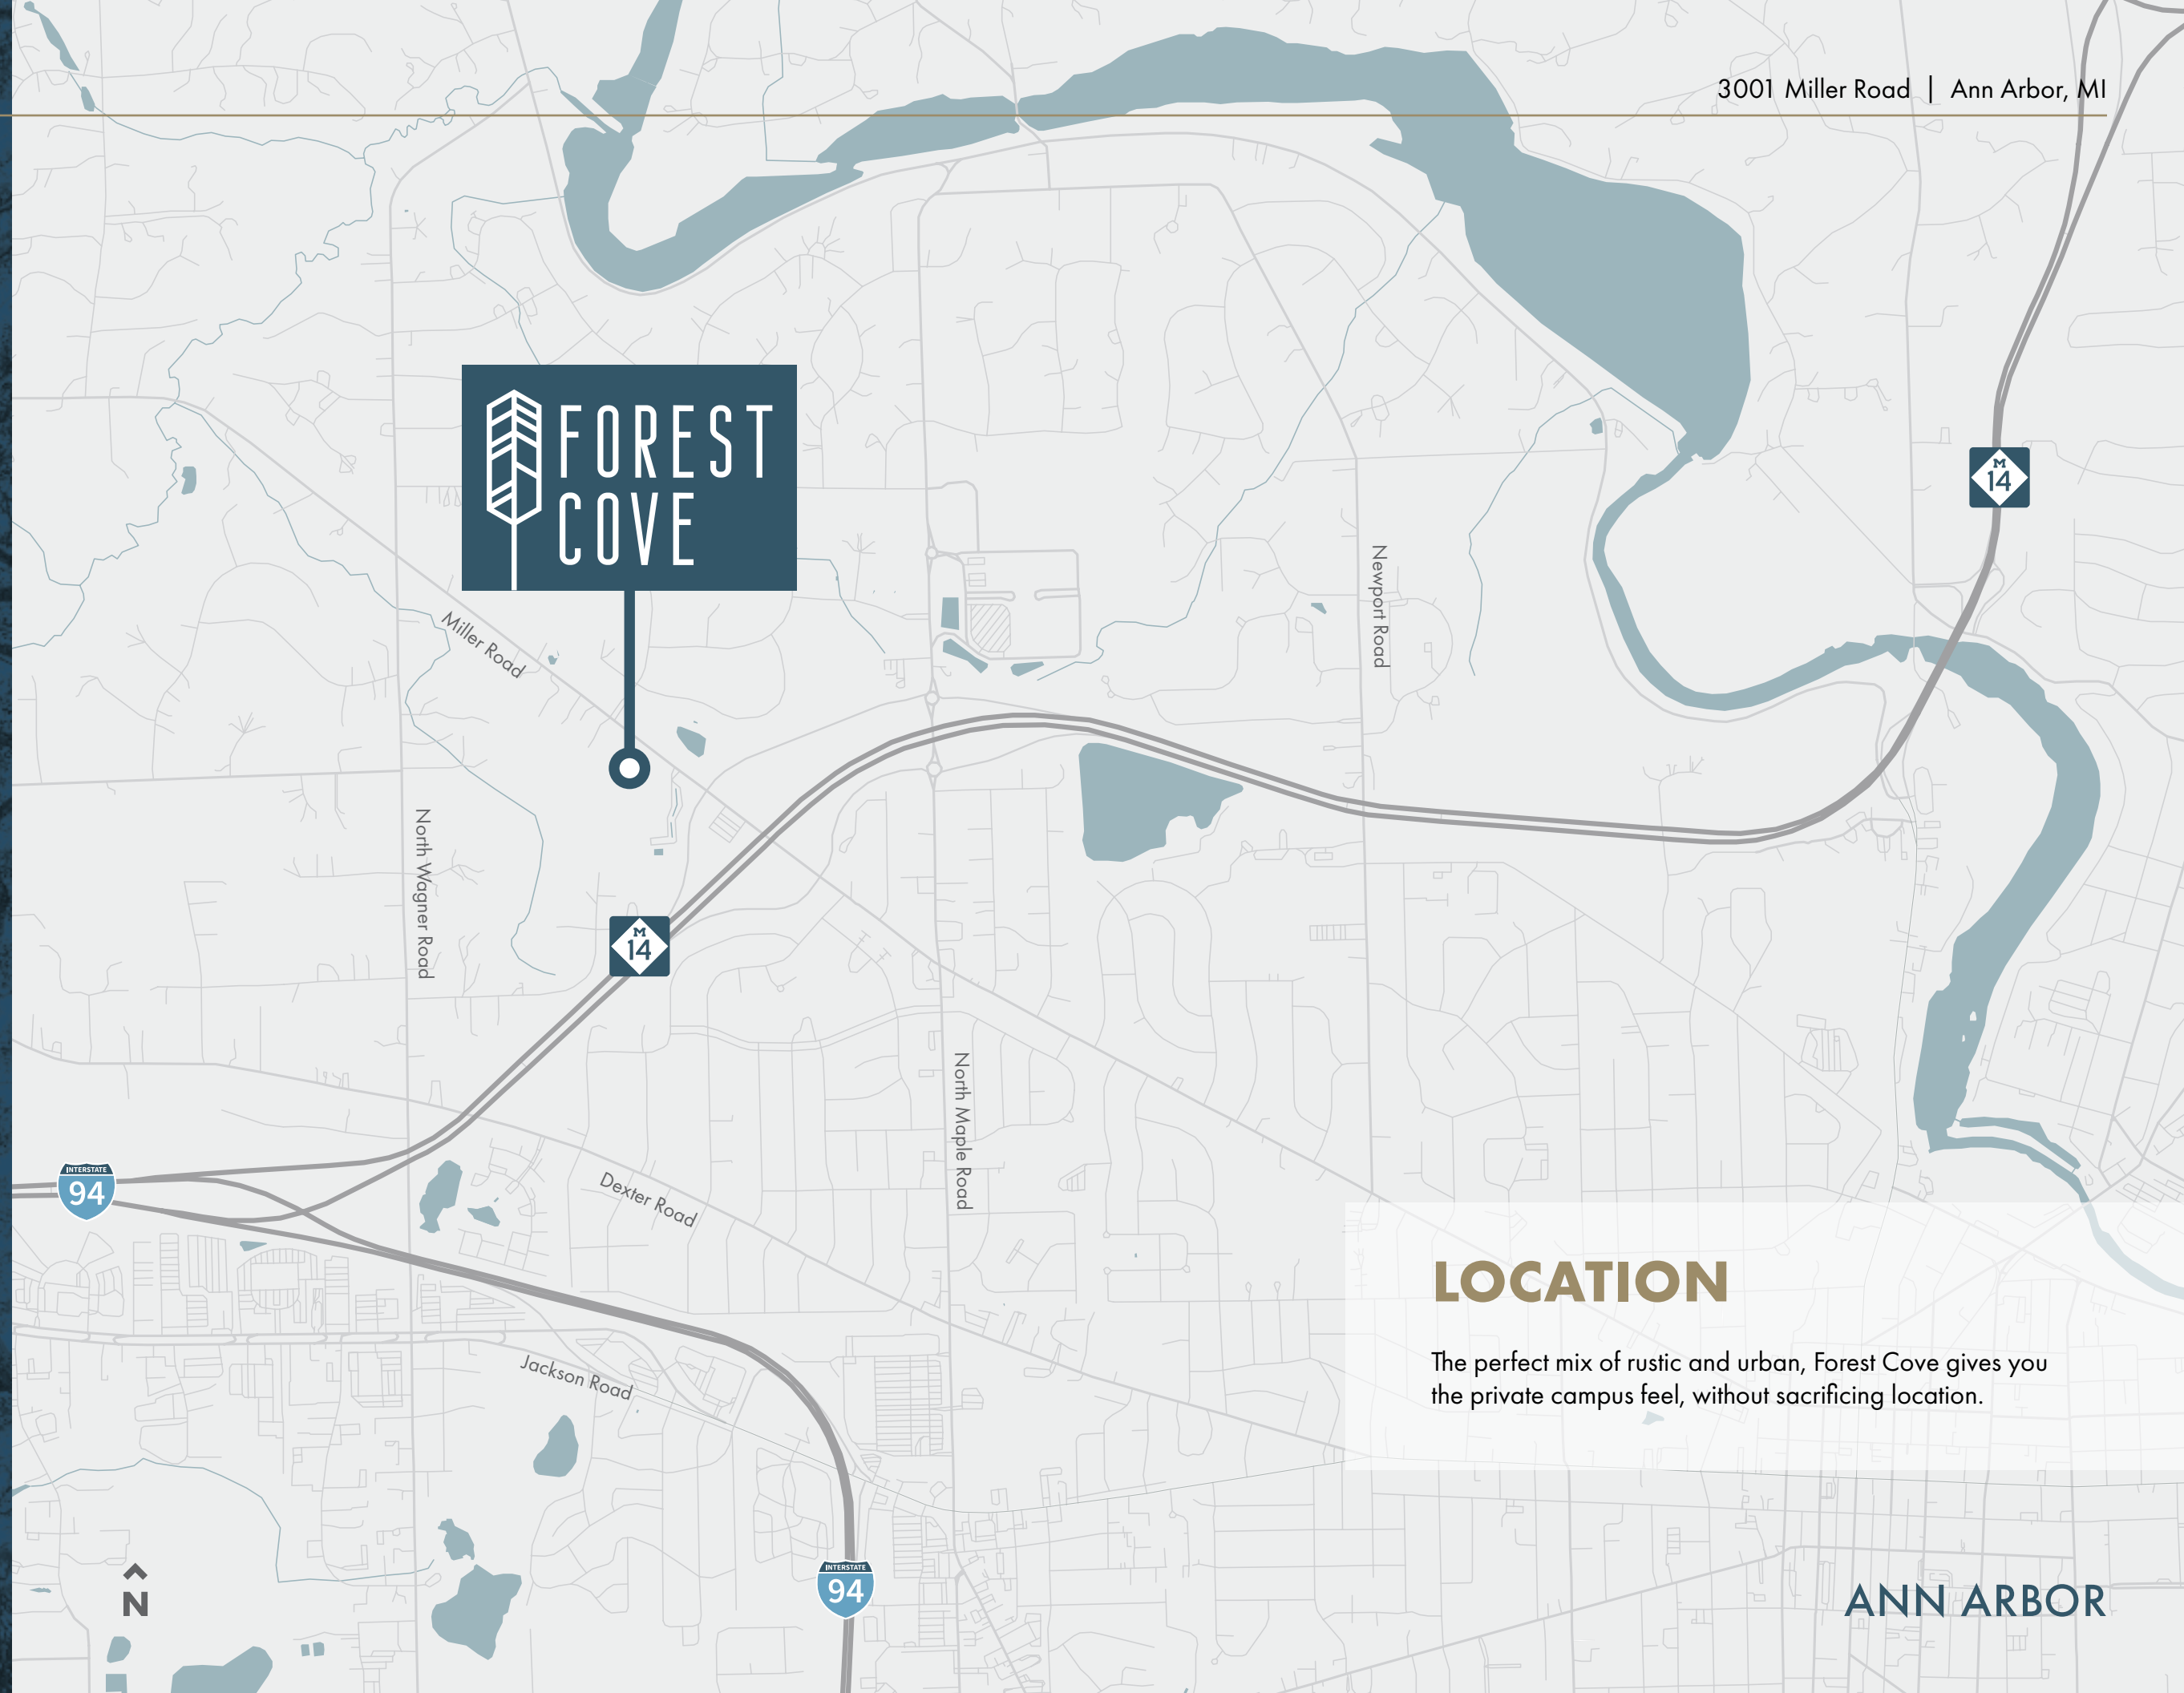 3001 Miller Road | Ann Arbor, MI
FOREST
COVE
M
14
Newport Road
Miller Road
North Wagner Road
M
14
North Maple Road
INTERSTATE
94
Dexter Road
LOCATION
The perfect mix of rustic and urban, Forest Cove gives you
the private campus feel, without sacrificing location.
Jackson Road
INTERSTATE
94
N
ANN ARBOR